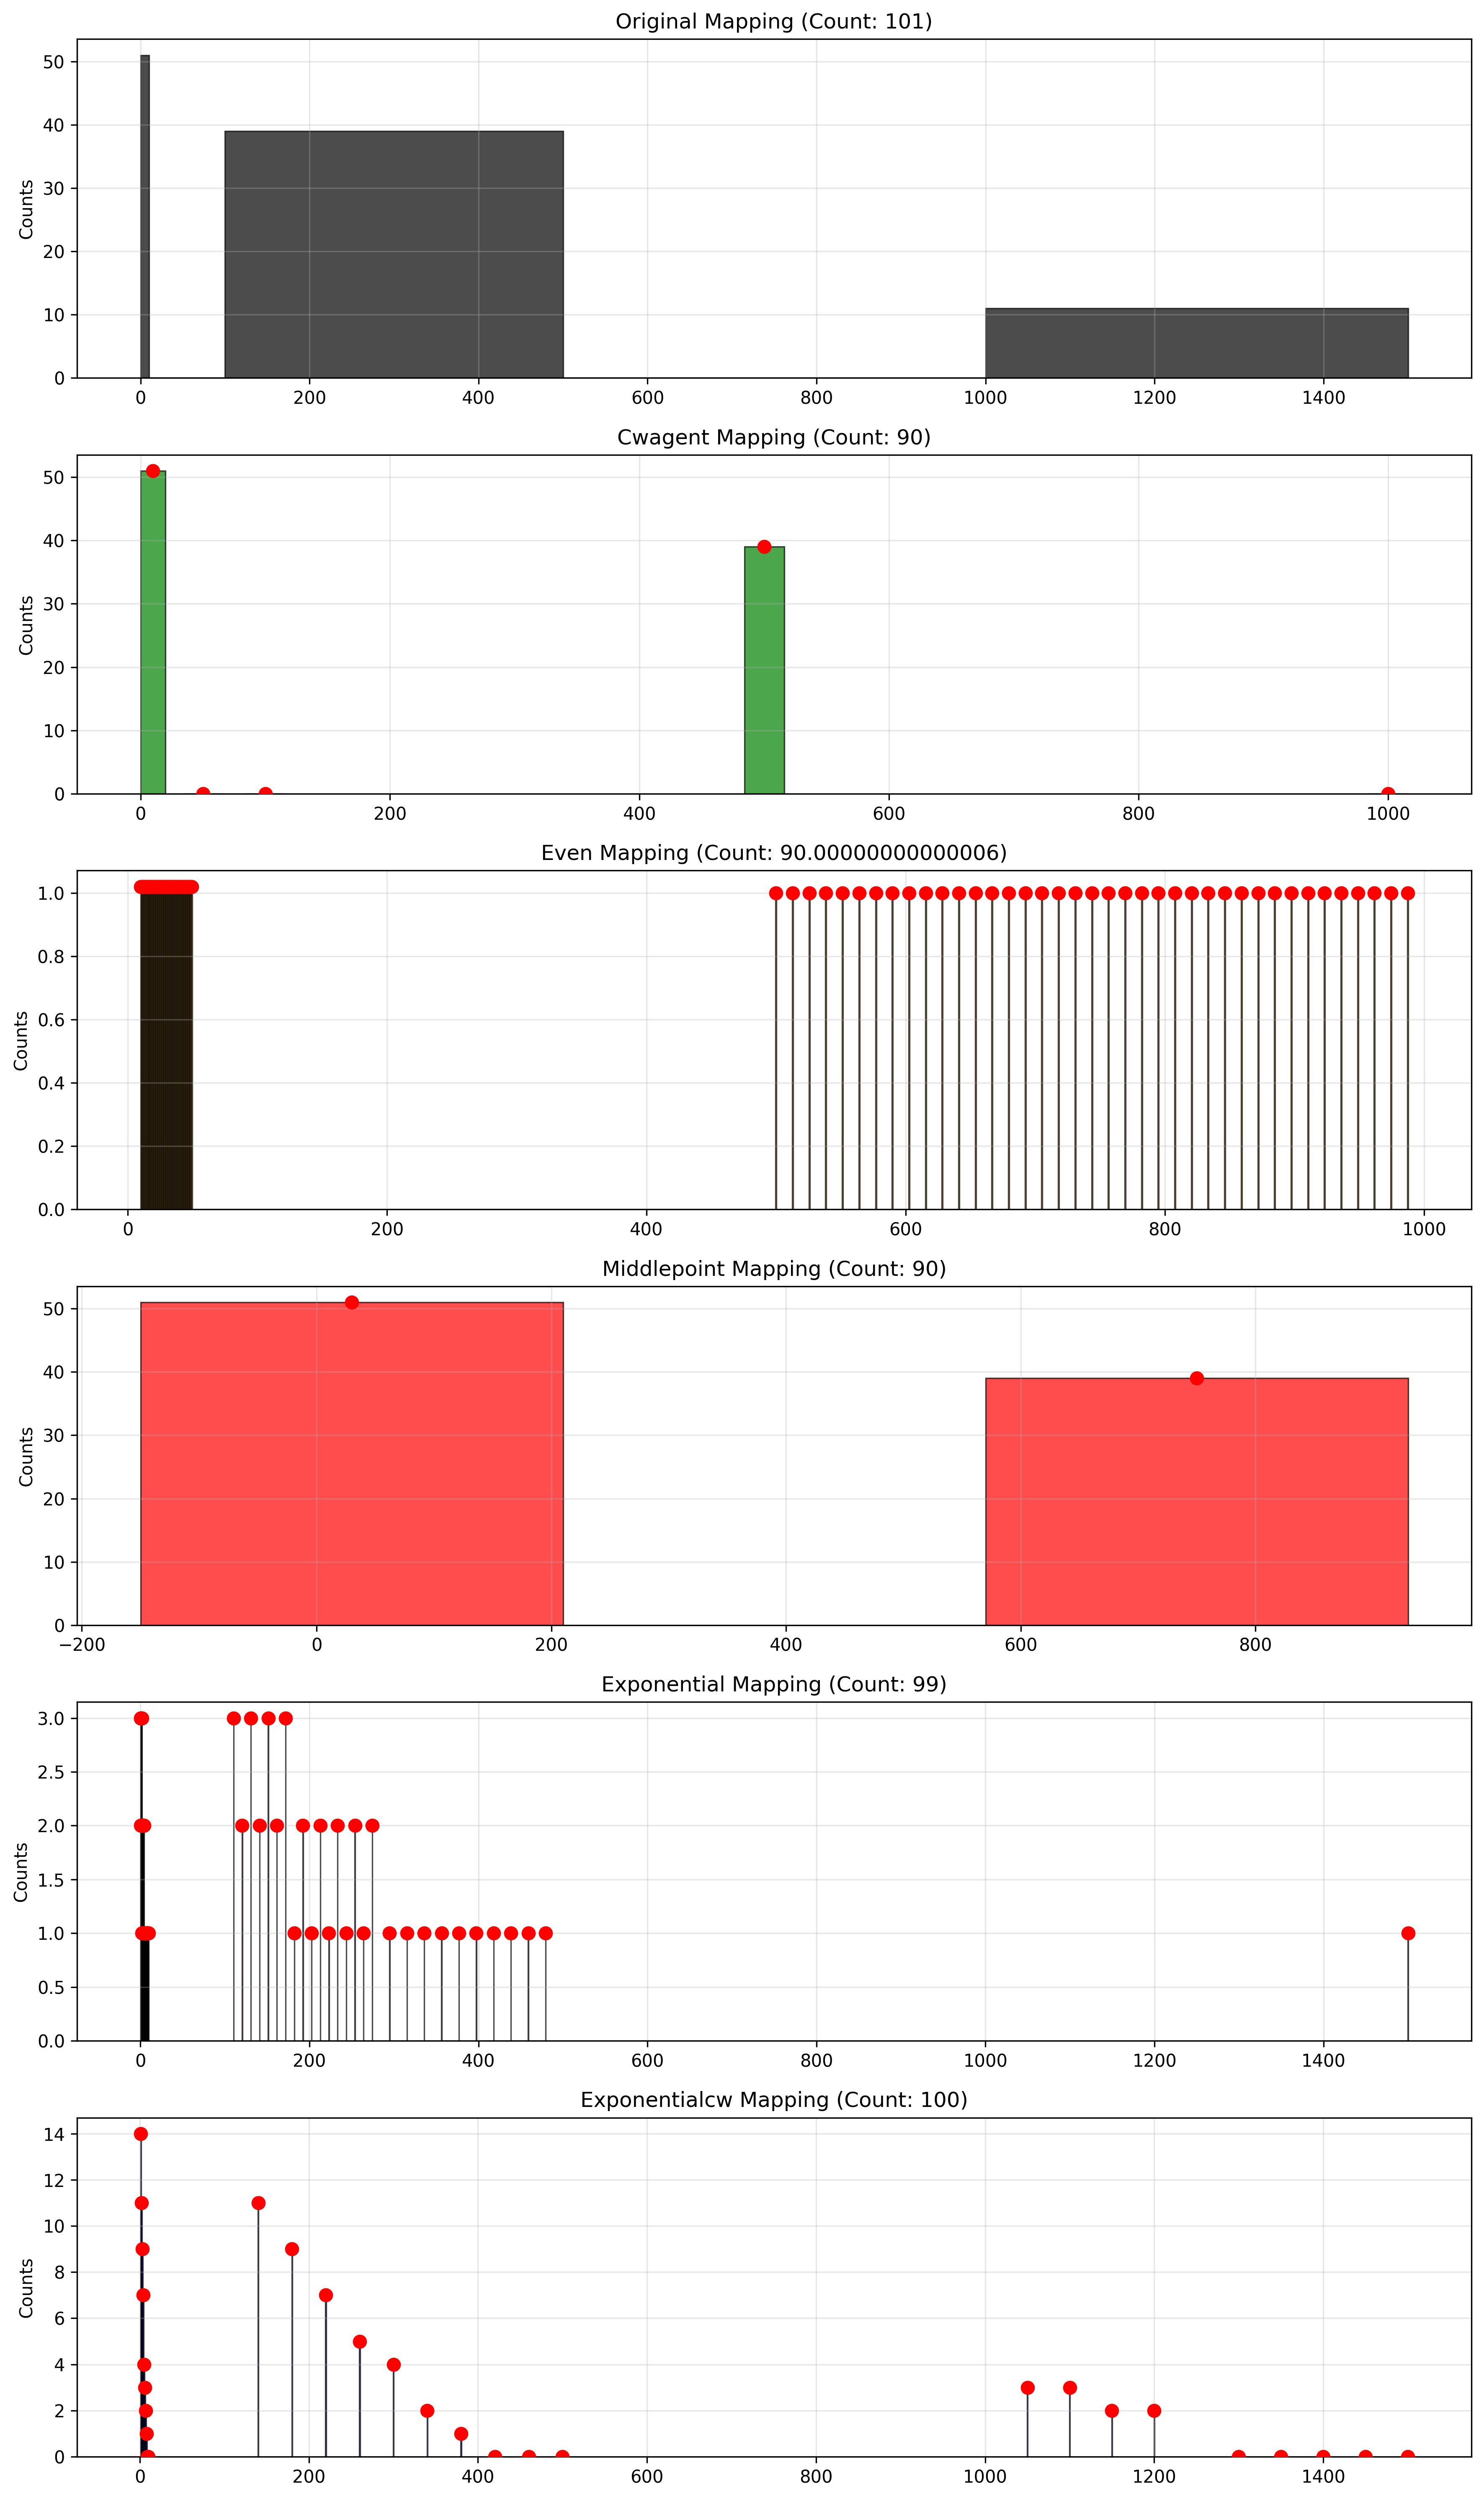 Original Mapping (Count: 101)
Counts
50
40
30
20
10
0
0 200 400 600 800 1000 1200 1400
Cwagent Mapping (Count: 90)
Counts
50
40
30
20
10
0
0 200 400 600 800 1000
Even Mapping (Count: 90.00000000000006)
Counts
1.0
0.8
0.6
0.4
0.2
0.0
0 200 400 600 800 1000
Middlepoint Mapping (Count: 90)
Counts
50
40
30
20
10
0
−200 0 200 400 600 800
Exponential Mapping (Count: 99)
Counts
3.0
2.5
2.0
1.5
1.0
0.5
0.0
0 200 400 600 800 1000 1200 1400
Exponentialcw Mapping (Count: 100)
Counts
14
12
10
8
6
4
2
0
0 200 400 600 800 1000 1200 1400